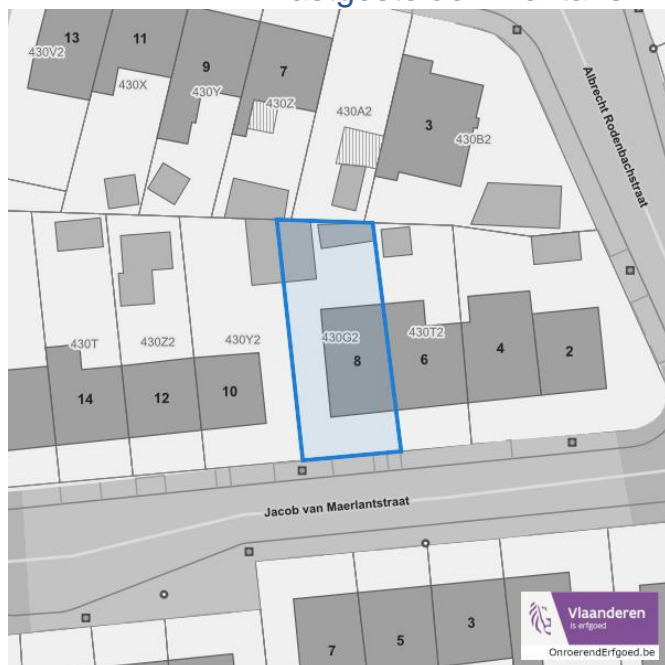 13
11
9
7
430V2
430X
430Y
430Z
430A2
3
430B2
Albrecht Rodenbachstraat
430T
430Z2
430Y2
430G2
430T2
14
12
10
8
6
4
2
Jacob van Maerlantstraat
7
5
3
Vlaanderen
is erfgoed
OnroerendErfgoed.be